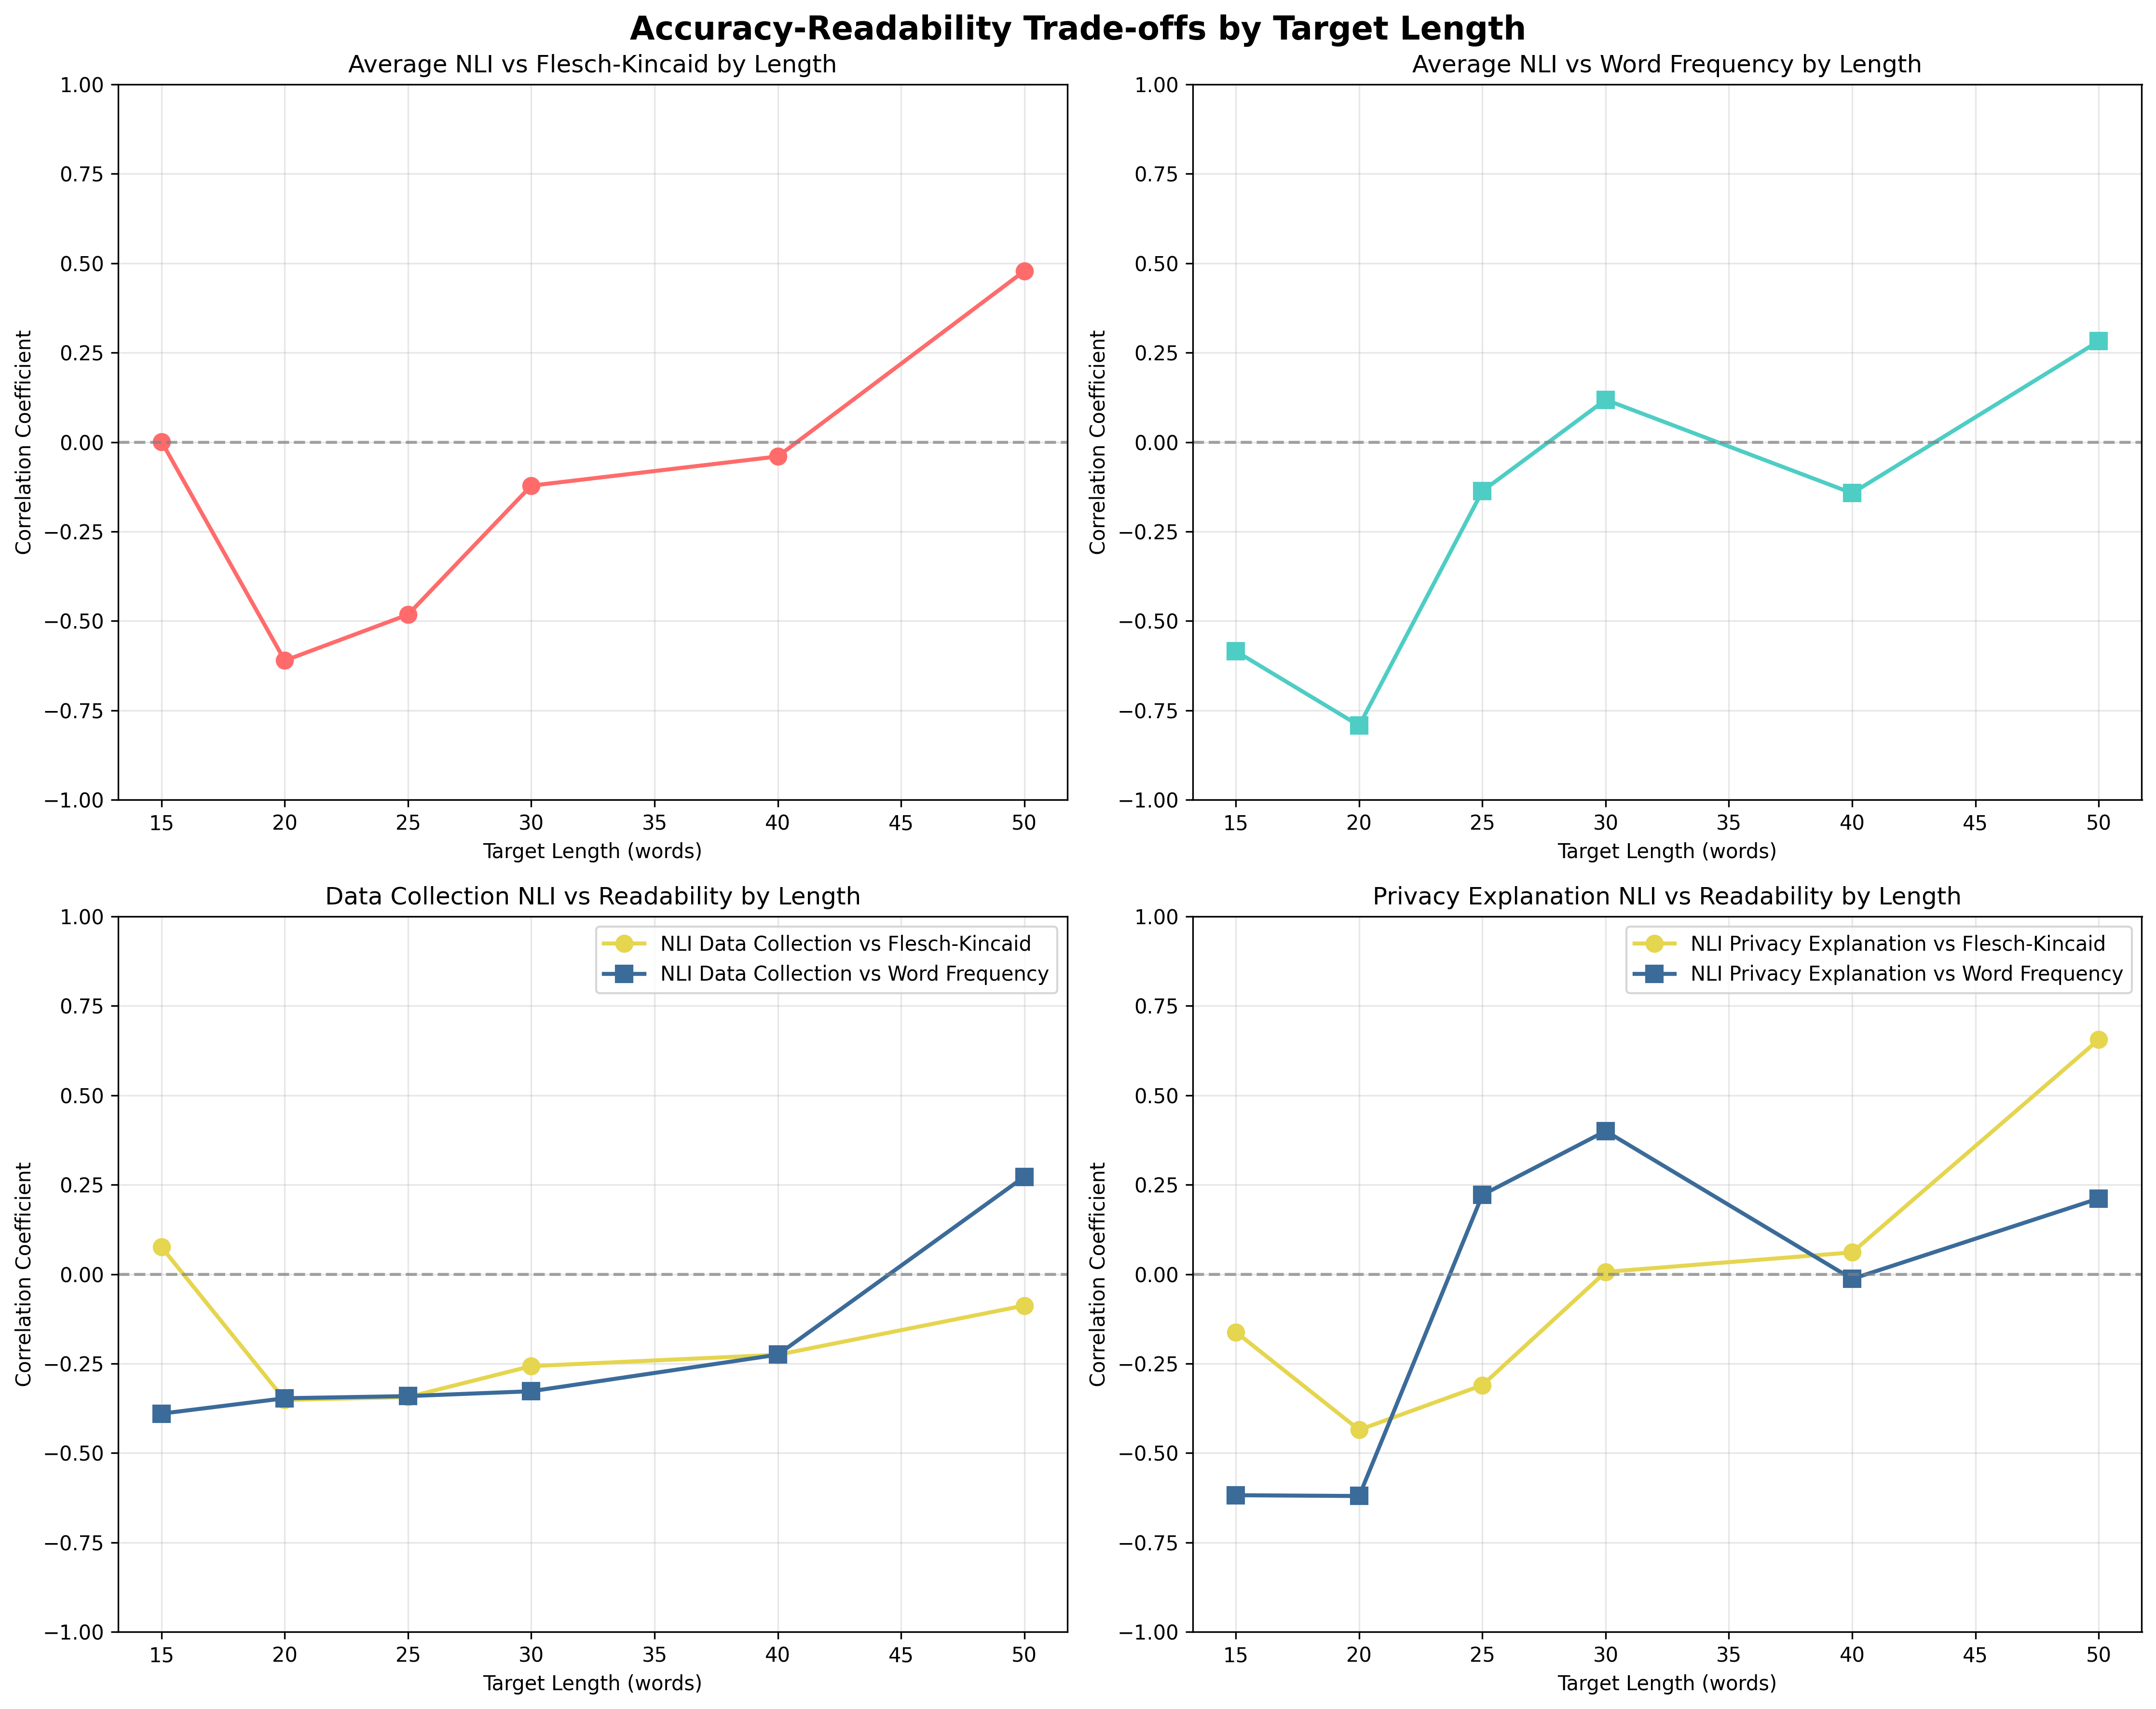 Accuracy-Readability Trade-offs by Target Length
Average NLI vs Flesch-Kincaid by Length
1.00
0.75
0.50
0.25
0.00
−0.25
−0.50
−0.75
−1.00
Correlation Coefficient
15 20 25 30 35 40 45 50
Target Length (words)
Average NLI vs Word Frequency by Length
1.00
0.75
0.50
0.25
0.00
−0.25
−0.50
−0.75
−1.00
Correlation Coefficient
15 20 25 30 35 40 45 50
Target Length (words)
Data Collection NLI vs Readability by Length
NLI Data Collection vs Flesch-Kincaid
NLI Data Collection vs Word Frequency
1.00
0.75
0.50
0.25
0.00
−0.25
−0.50
−0.75
−1.00
Correlation Coefficient
15 20 25 30 35 40 45 50
Target Length (words)
Privacy Explanation NLI vs Readability by Length
NLI Privacy Explanation vs Flesch-Kincaid
NLI Privacy Explanation vs Word Frequency
1.00
0.75
0.50
0.25
0.00
−0.25
−0.50
−0.75
−1.00
Correlation Coefficient
15 20 25 30 35 40 45 50
Target Length (words)